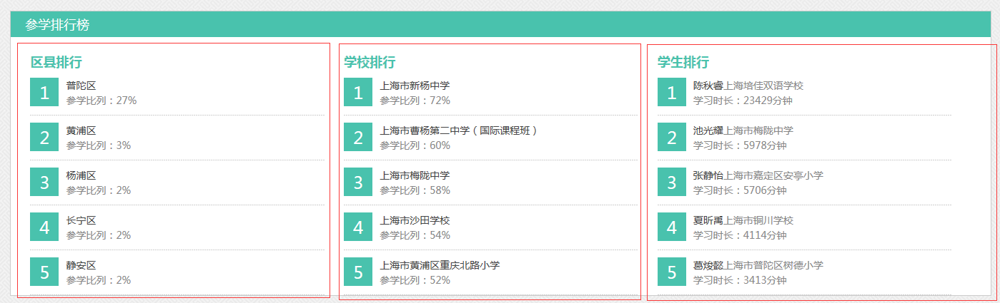 参学排行榜
区县排行
1
普陀区
参学比列：27%
2
黄浦区
参学比列：3%
3
杨浦区
参学比列：2%
4
长宁区
参学比列：2%
5
静安区
参学比列：2%
学校排行
1
上海市新杨中学
参学比列：72%
2
上海市曹杨第二中学（国际课程班）
参学比列：60%
3
上海市梅陇中学
参学比列：58%
4
上海市沙田学校
参学比列：54%
5
上海市黄浦区重庆北路小学
参学比列：52%
学生排行
1
陈秋睿上海培佳双语学校
学习时长：23429分钟
2
池光耀上海市梅陇中学
学习时长：5978分钟
3
张静怡上海市嘉定区安亭小学
学习时长：5706分钟
4
夏昕禹上海市铜川学校
学习时长：4114分钟
5
葛焌懿上海市普陀区树德小学
学习时长：3413分钟